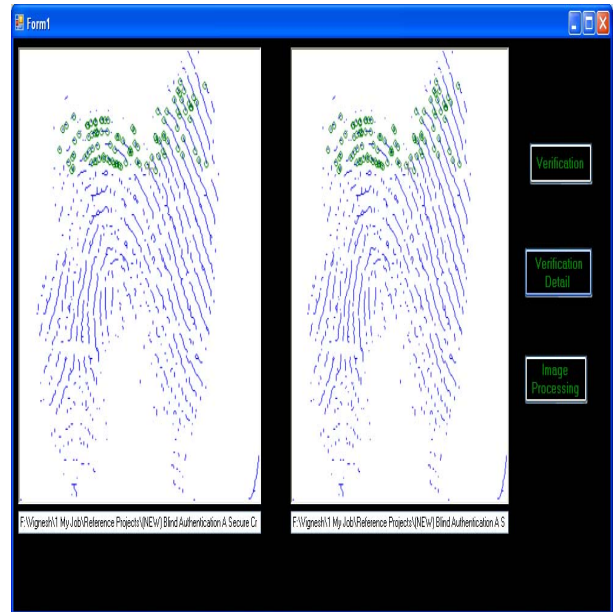 Form1
Verification
Verification
Detail
Image
Processing
F:\Vignesh\1 My Job\Reference Projects\(NEW) Blind Authentication A Secure Cr
F:\Vignesh\1 My Job\Reference Projects\(NEW) Blind Authentication A S